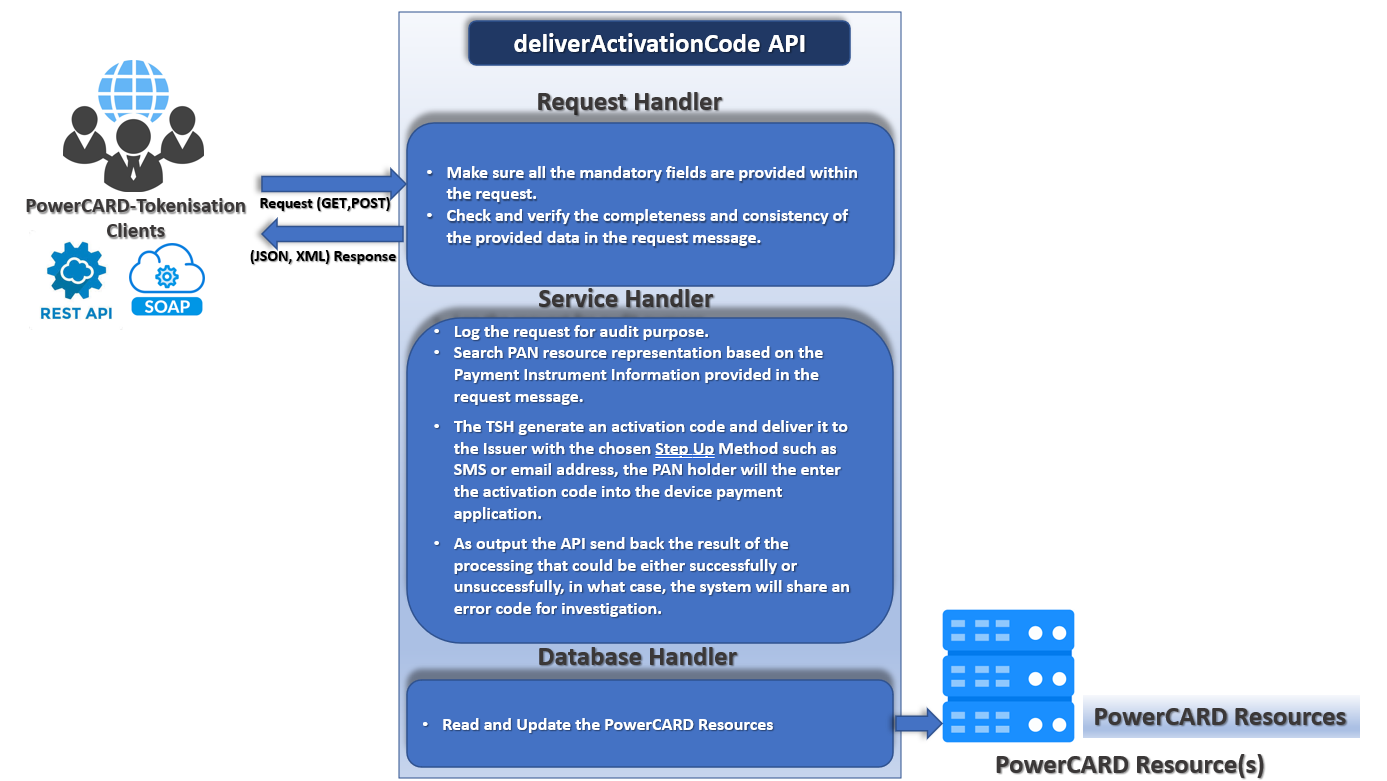 deliverActivationCode API
Request Handler
• Make sure all the mandatory fields are provided within
the request.
• Check and verify the completeness and consistency of
the provided data in the request message.
PowerCARD-Tokenisation
Clients
Request (GET,POST)
(JSON, XML) Response
REST API
SOAP
Service Handler
• Log the request for audit purpose.
• Search PAN resource representation based on the
Payment Instrument Information provided in the
request message.
• The TSH generate an activation code and deliver it to
the Issuer with the chosen Step Up Method such as
SMS or email address, the PAN holder will the enter
the activation code into the device payment
application.
• As output the API send back the result of the
processing that could be either successfully or
unsuccessfully, in what case, the system will share an
error code for investigation.
Database Handler
• Read and Update the PowerCARD Resources
PowerCARD Resources
PowerCARD Resource(s)